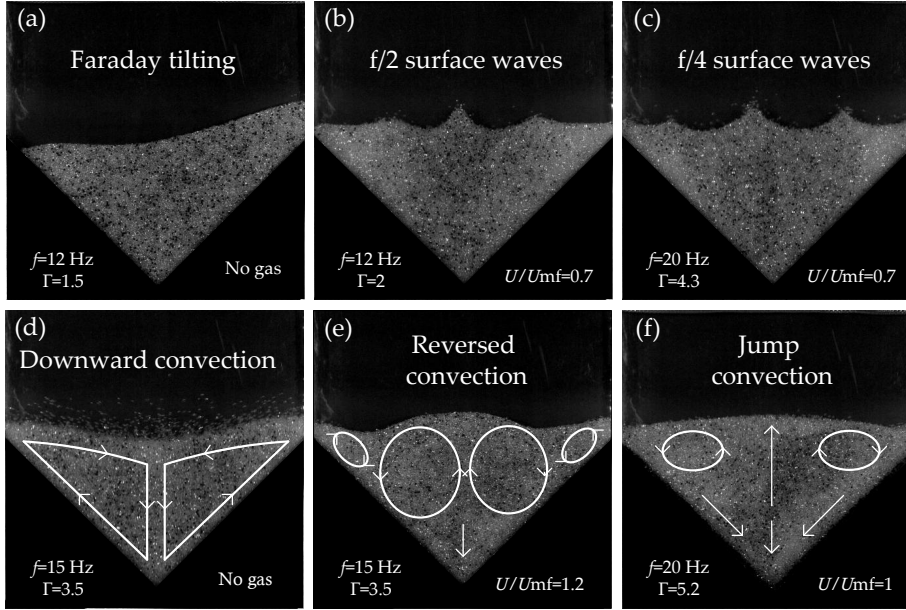 (a)
Faraday tilting
f=12 Hz
Γ=1.5
No gas
(b)
f/2 surface waves
f=12 Hz
Γ=2
U/Umf=0.7
(c)
f/4 surface waves
f=20 Hz
Γ=4.3
U/Umf=0.7
(d)
Downward convection
f=15 Hz
Γ=3.5
No gas
(e)
Reversed
convection
f=15 Hz
Γ=3.5
U/Umf=1.2
(f)
Jump
convection
f=20 Hz
Γ=5.2
U/Umf=1